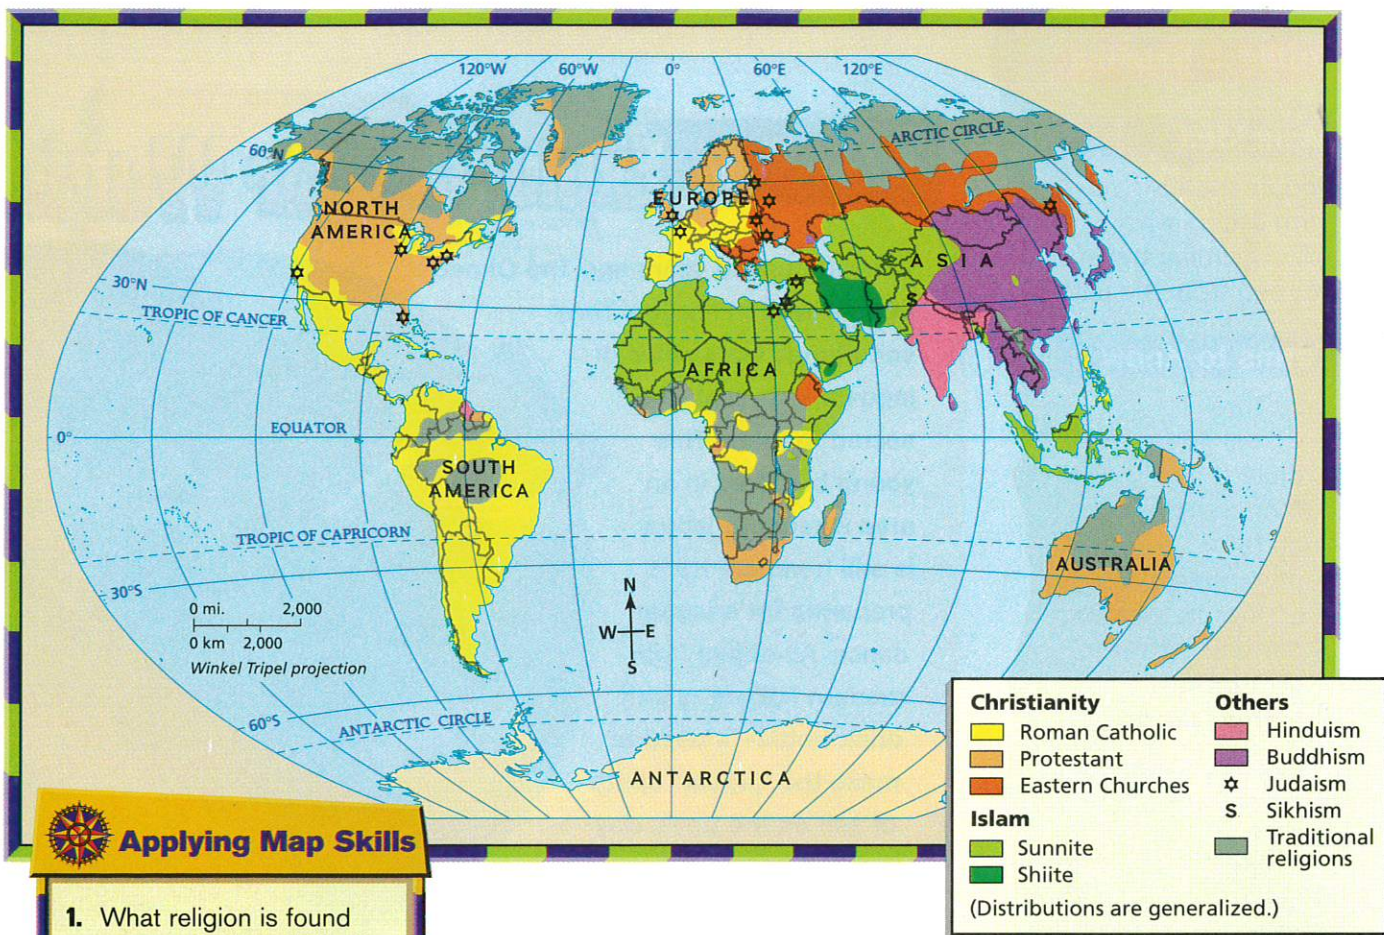 120°W 60°W 0° 60°E 120°E
ARCTIC CIRCLE
60°N
NORTH
AMERICA
EUROPE
ASIA
S
30°N
TROPIC OF CANCER
AFRICA
EQUATOR
0°
SOUTH
AMERICA
TROPIC OF CAPRICORN
AUSTRALIA
30°S
0 mi. 2,000
0 km 2,000
Winkel Tripel projection
N
W E
S
60°S
ANTARCTIC CIRCLE
ANTARCTICA
Christianity
Roman Catholic
Protestant
Eastern Churches
Islam
Sunnite
Shiite
(Distributions are generalized.)
Others
Hinduism
Buddhism
Judaism
S Sikhism
Traditional
religions
Applying Map Skills
1. What religion is found